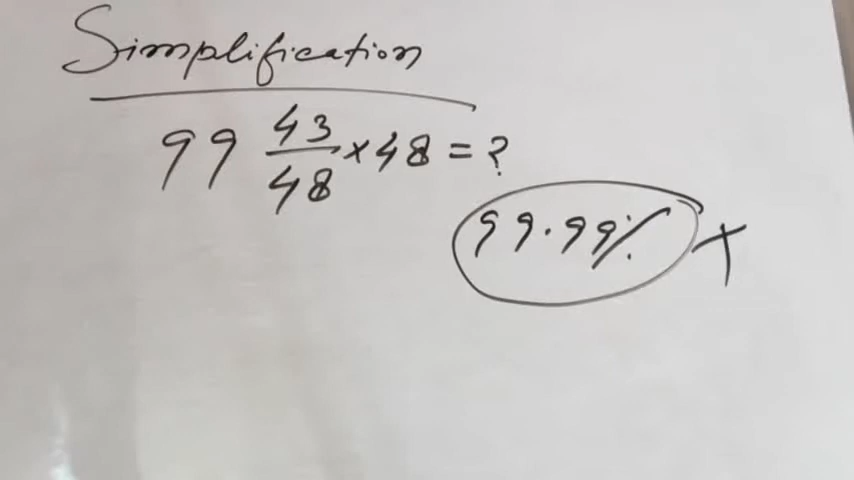 Simplification
99 43/48 × 48 = ?
99.99% x